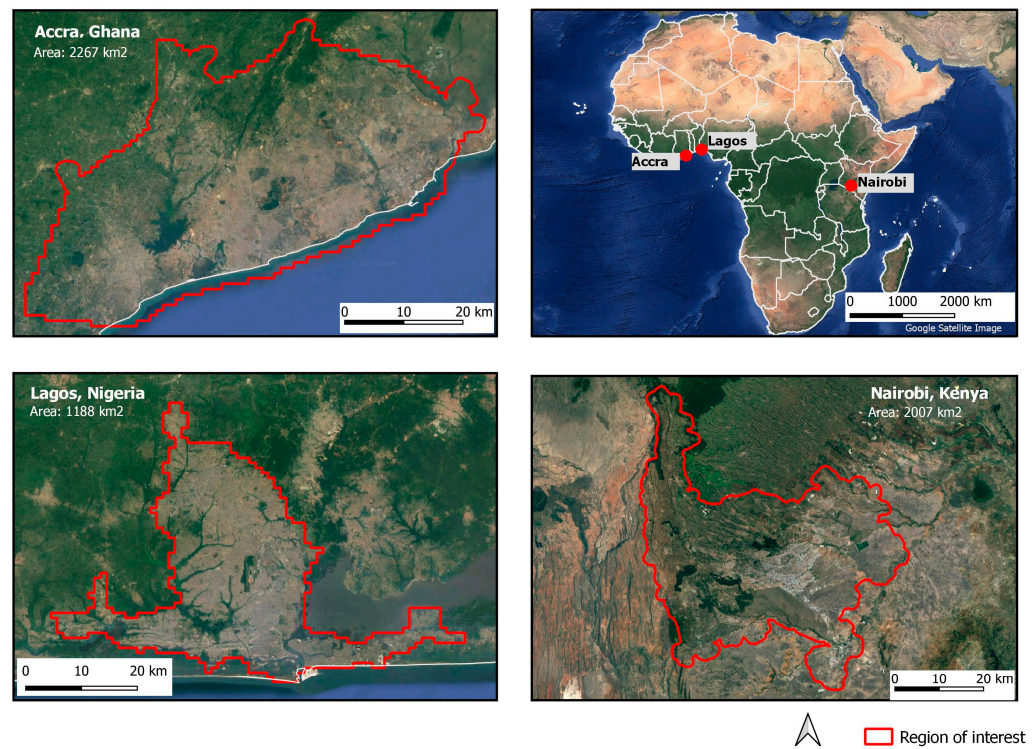 Accra, Ghana
Area: 2267 km2
0 10 20 km
Lagos
Accra
Nairobi
0 1000 2000 km
Google Satellite Image
Lagos, Nigeria
Area: 1188 km2
0 10 20 km
Nairobi, Kenya
Area: 2007 km2
0 10 20 km
Region of interest